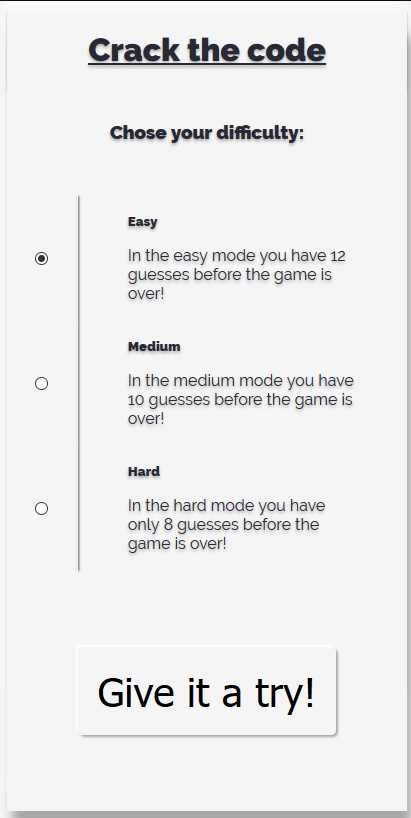 Crack the code
Chose your difficulty:
Easy
In the easy mode you have 12
guesses before the game is
over!
Medium
In the medium mode you have
10 guesses before the game is
over!
Hard
In the hard mode you have
only 8 guesses before the
game is over!
Give it a try!